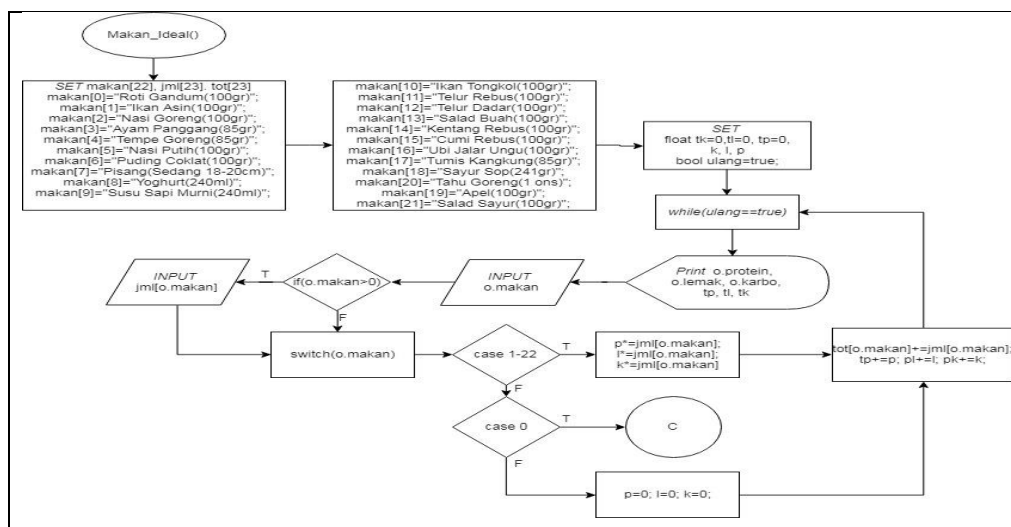 Makan_Ideal()
SET makan[22], jml[23]. tot[23]
makan[0]="Roti Gandum(100gr)";
makan[1]="Ikan Asin(100gr)";
makan[2]="Nasi Goreng(100gr)";
makan[3]="Ayam Panggang(85gr)";
makan[4]="Tempe Goreng(85gr)";
makan[5]="Nasi Putih(100gr)";
makan[6]="Puding Coklat(100gr)";
makan[7]="Pisang(Sedang 18-20cm)";
makan[8]="Yoghurt(240ml)";
makan[9]="Susu Sapi Murni(240ml)";
makan[10]="Ikan Tongkol(100gr)";
makan[11]="Telur Rebus(100gr);
makan[12]="Telur Dadar(100gr);
makan[13]="Salad Buah(100gr);
makan[14]="Kentang Rebus(100gr);
makan[15]="Cumi Rebus(100gr);
makan[16]="Ubi Jalar Ungu(100gr);
makan[17]="Tumis Kangkung(85gr);
makan[18]="Sayur Sop(241gr)
makan[20]="Tahu Goreng(1 ons)
makan[19]="Apel(100gr);
makan[21]="Salad Sayur(100gr);
SET
float tk=0,tl=0, tp=0,
k, l, p
bool ulang=true;
while(ulang==true)
Print o.protein,
o.lemak, o.karbo,
tp, tl, tk
INPUT
o.makan
if(o.makan>0)
T
F
INPUT
jml[o.makan]
switch(o.makan)
case 1-22
T
F
p*=jml[o.makan];
l*=jml[o.makan];
k*=jml[o.makan]
tot[o.makan]+=jml[o.makan];
tp+=p; pl+=l; pk+=k;
case 0
T
F
C
p=0; l=0; k=0;